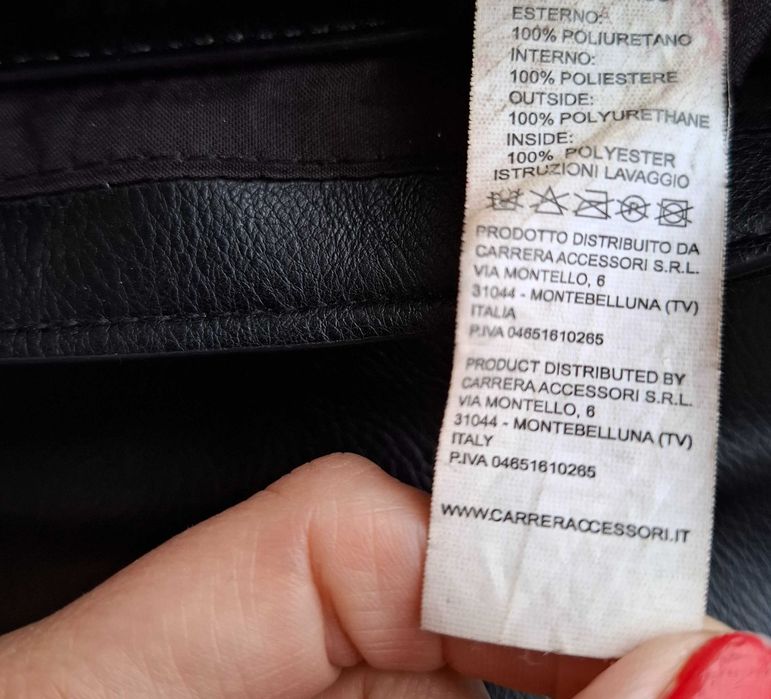 ESTERNO:
100% POLIURETANO
INTERNO:
100% POLIESTERE
OUTSIDE:
100% POLYURETHANE
INSIDE:
100% POLYESTER
ISTRUZIONI LAVAGGIO
PRODOTTO DISTRIBUITO DA
CARRERA ACCESSORI S.R.L.
VIA MONTELLO, 6
31044 - MONTEBELLUNA (TV)
ITALIA
P.IVA 04651610265
PRODUCT DISTRIBUTED BY
CARRERA ACCESSORI S.R.L.
VIA MONTELLO, 6
31044 - MONTEBELLUNA (TV)
ITALY
P.IVA 04651610265
WWW.CARRERACCESSORI.IT